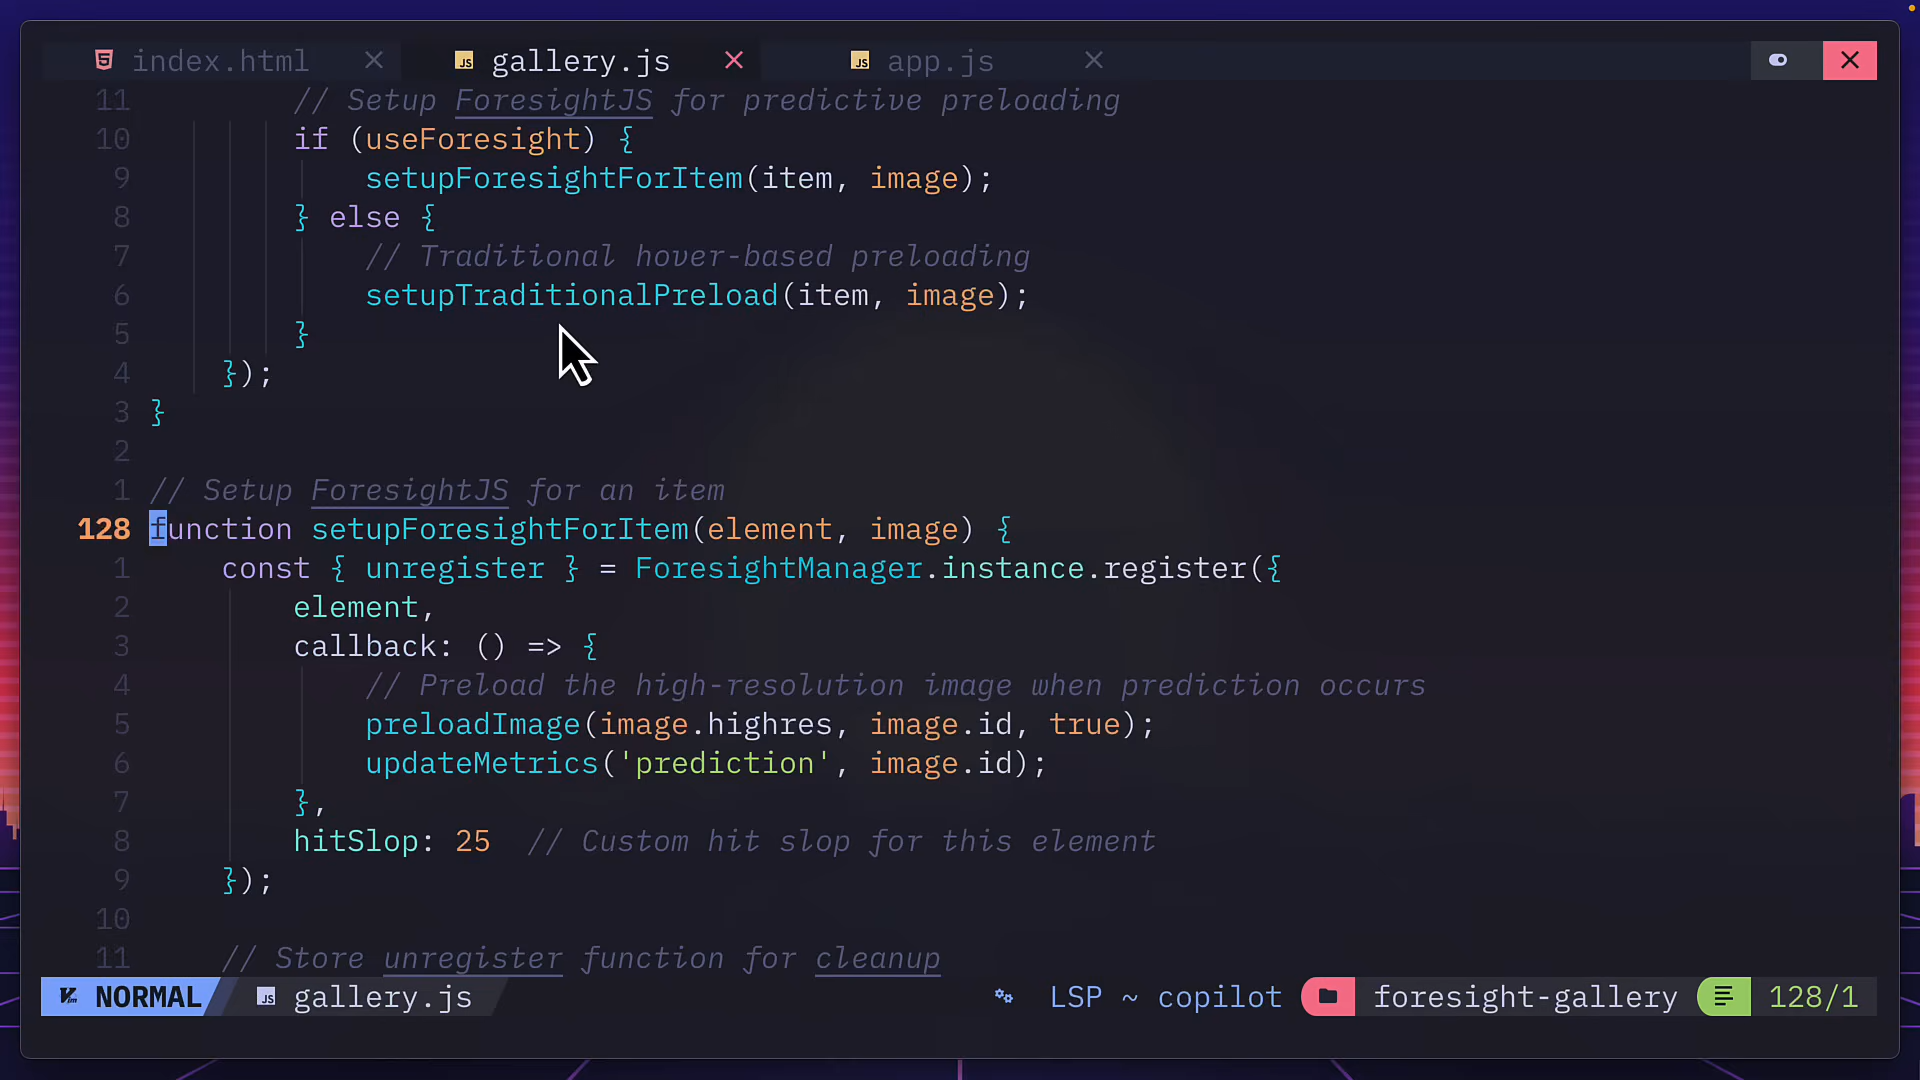 index.html
gallery.js
app.js
11 // Setup ForesightJS for predictive preloading
10 if (useForesight) {
9 setupForesightForItem(item, image);
8 } else {
7 // Traditional hover-based preloading
6 setupTraditionalPreload(item, image);
5 }
4 });
3 }
2
1 // Setup ForesightJS for an item
128 function setupForesightForItem(element, image) {
1 const { unregister } = ForesightManager.instance.register({
2 element,
3 callback: () => {
4 // Preload the high-resolution image when prediction occurs
5 preloadImage(image.highres, image.id, true);
6 updateMetrics('prediction', image.id);
7 },
8 hitSlop: 25 // Custom hit slop for this element
9 });
10
11 // Store unregister function for cleanup
NORMAL JS gallery.js LSP ~ copilot foresight-gallery 128/1